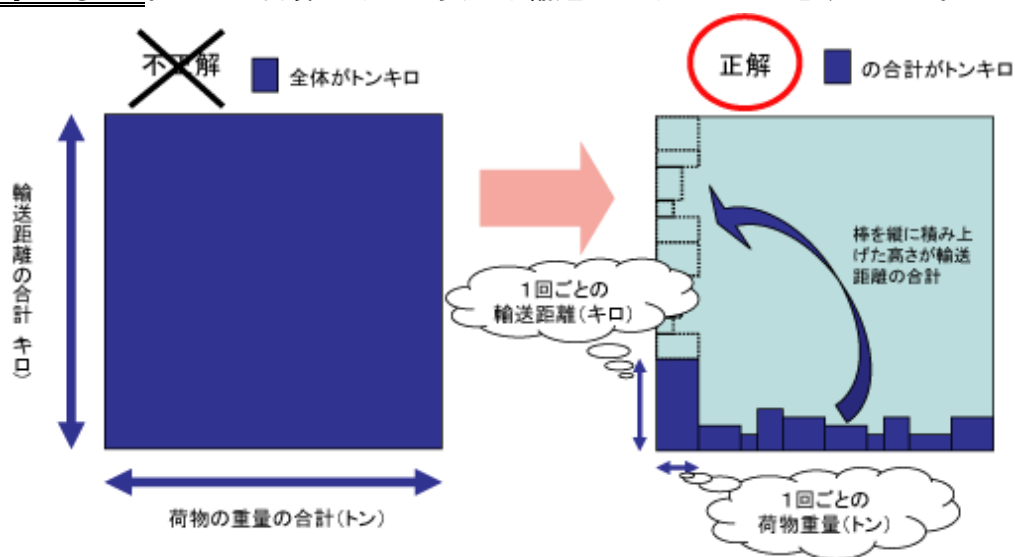 不正解
全体がトンキロ
正解
の合計がトンキロ
輸送距離の合計 キロ)
棒を縦に積み上
げた高さが輸送
距離の合計
1回ごとの
輸送距離(キロ)
荷物の重量の合計(トン)
1回ごとの
荷物重量(トン)